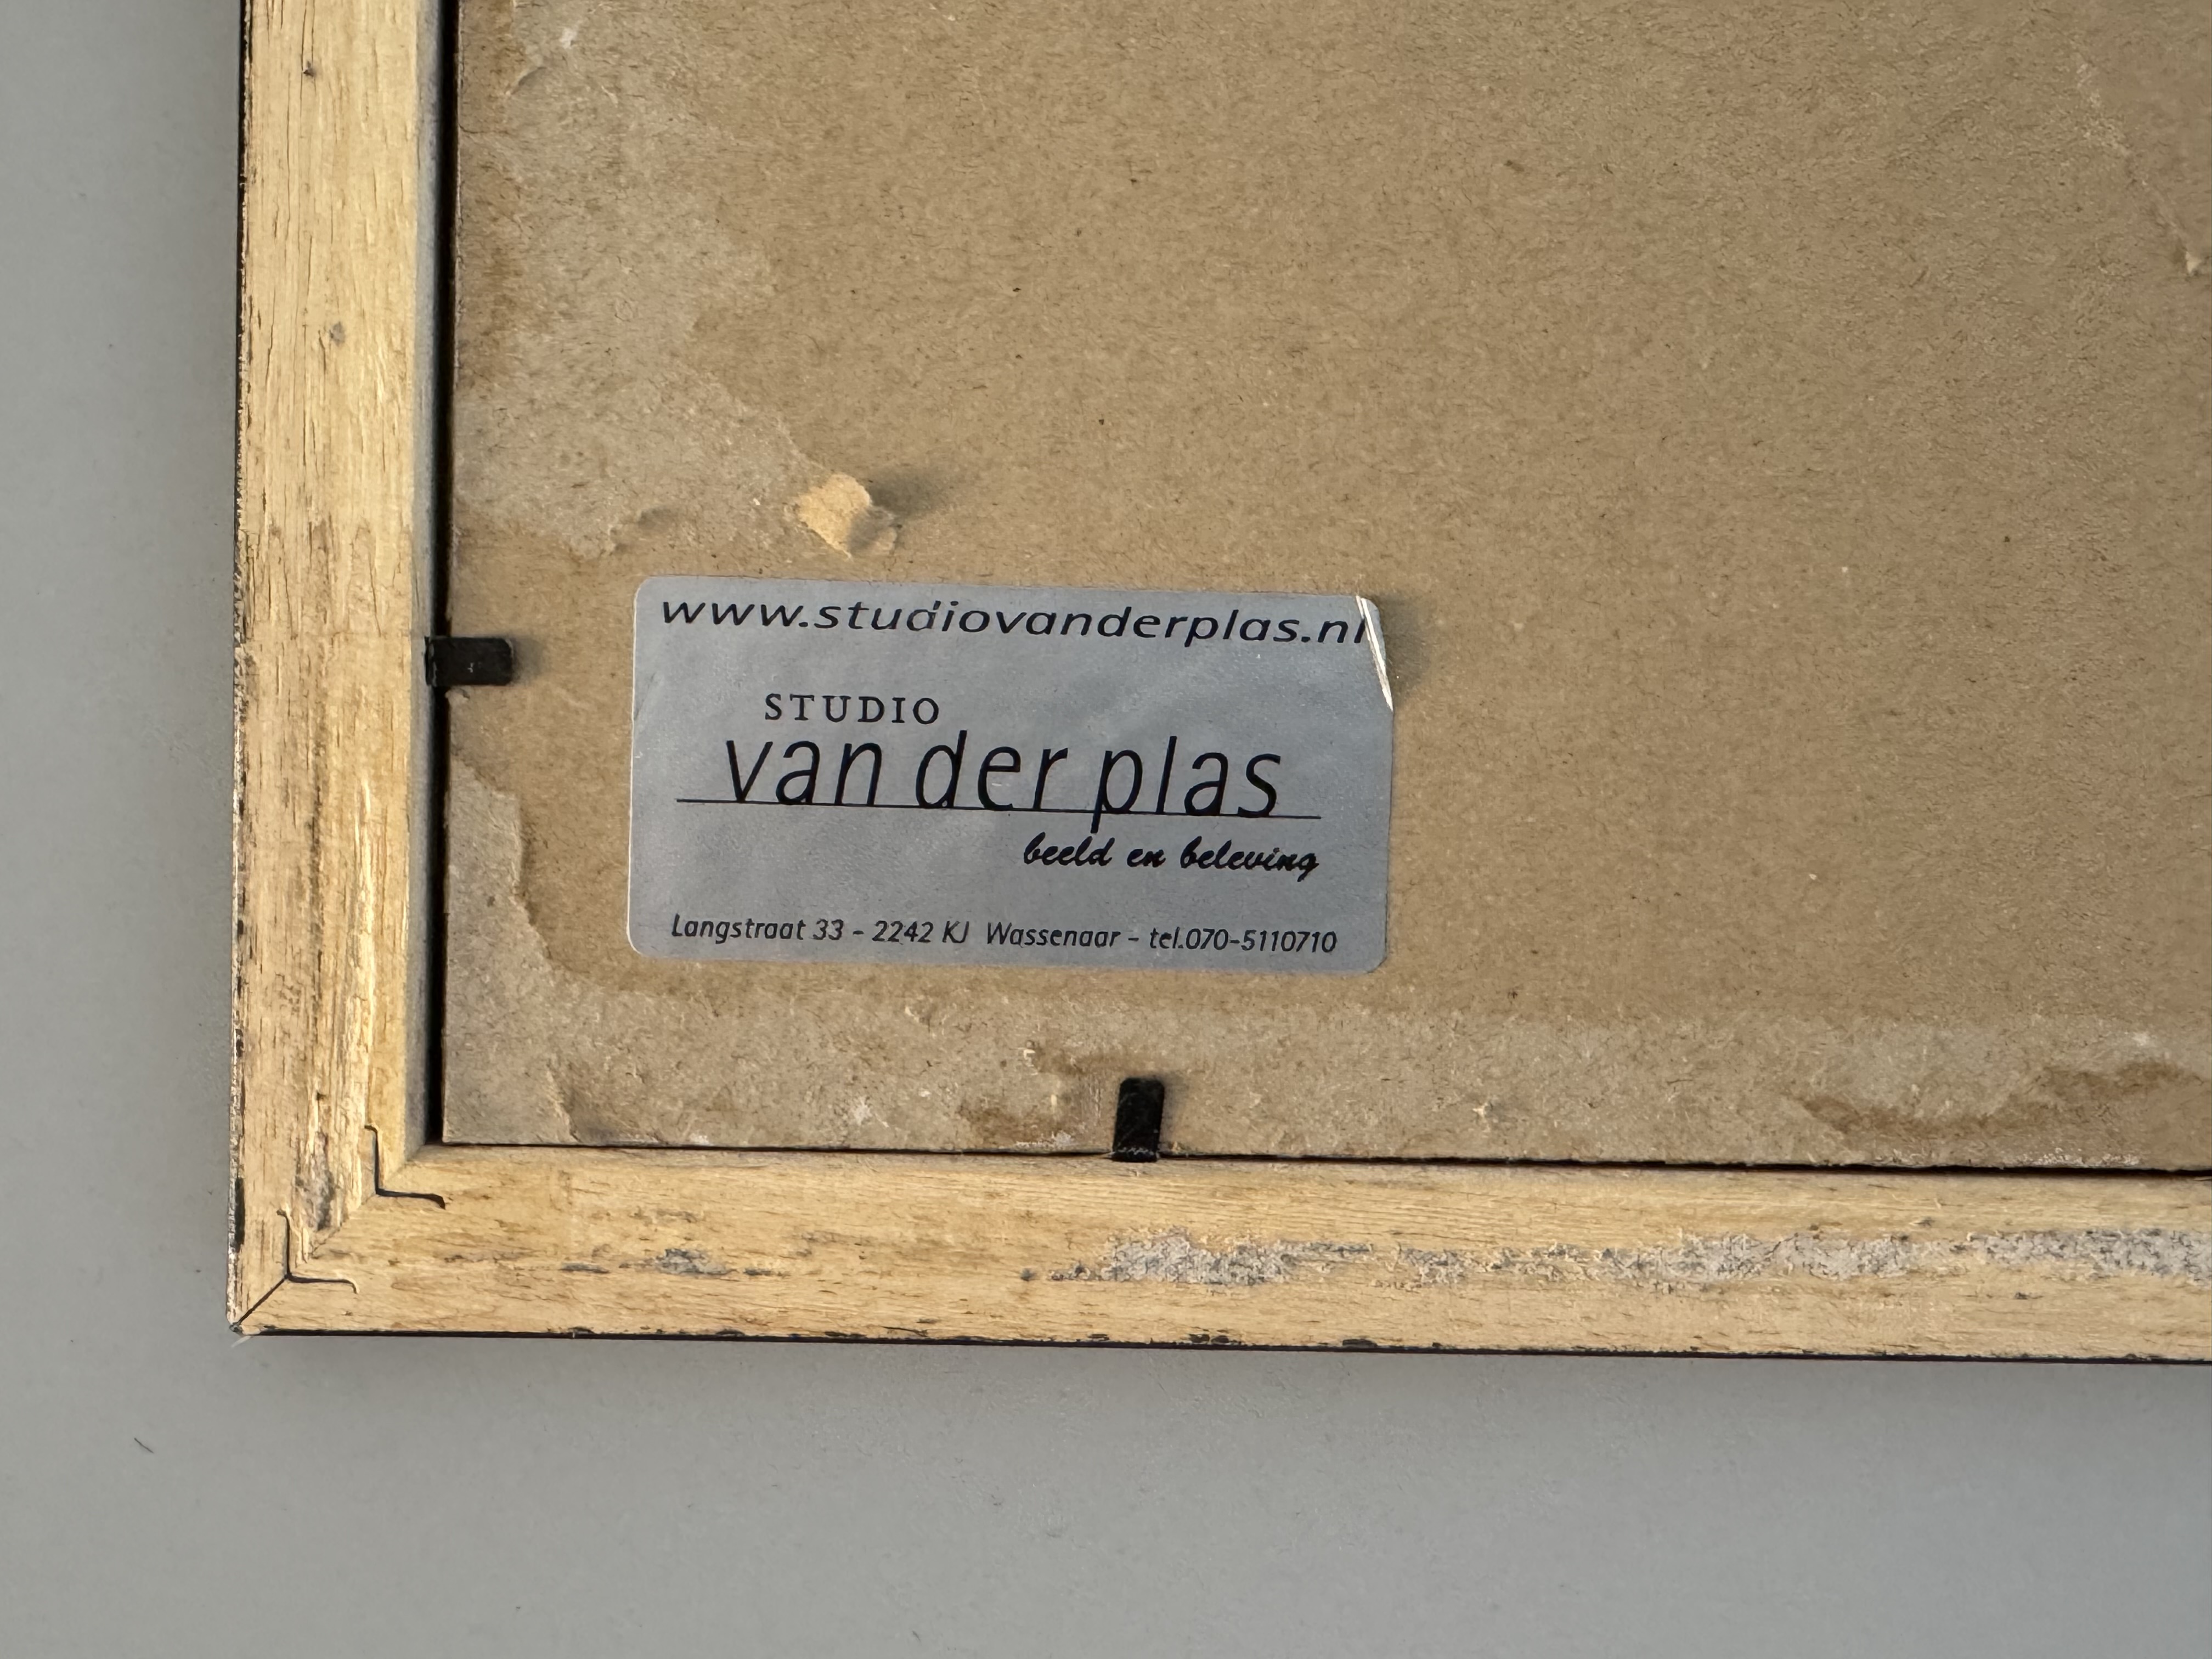 www.studiovanderplas.nl
STUDIO
van der plas
beeld en beleving
Langstraat 33 - 2242 KJ Wassenaar - tel.070-5110710